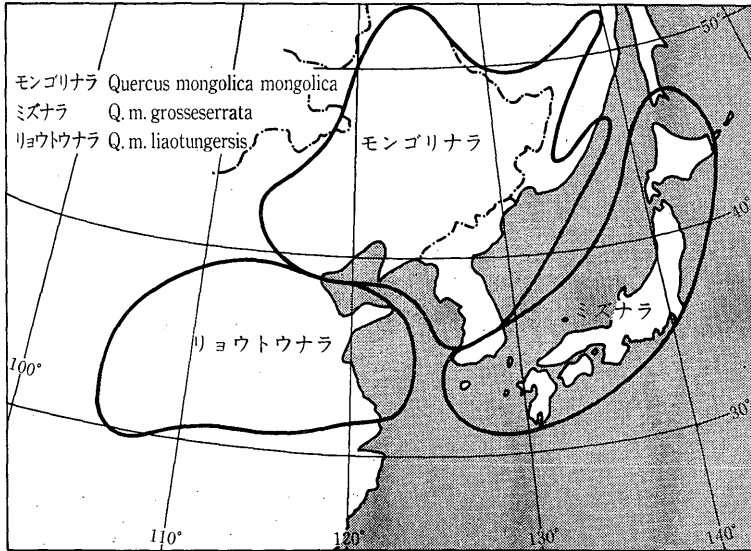 モンゴリナラ Quercus mongolica mongolica
ミズナラ Q. m. grosseserrata
リョウトウナラ Q. m. liaotungersis
モンゴリナラ
ミズナラ
リョウトウナラ
50°
40°
30°
100°
110°
120°
130°
140°